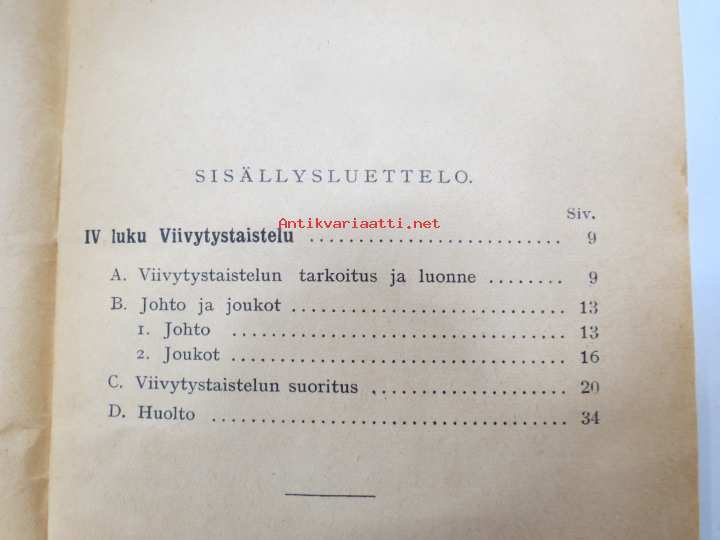 SISÄLLYSLUETTELO.
Siv.
Antikvariaatti.net
IV luku Viivytystaistelu .......................... 9
A. Viivytystaistelun tarkoitus ja luonne ........ 9
B. Johto ja joukot ............................ 13
1. Johto .................................. 13
2. Joukot .................................. 16
C. Viivytystaistelun suoritus .................... 20
D. Huolto .................................... 34